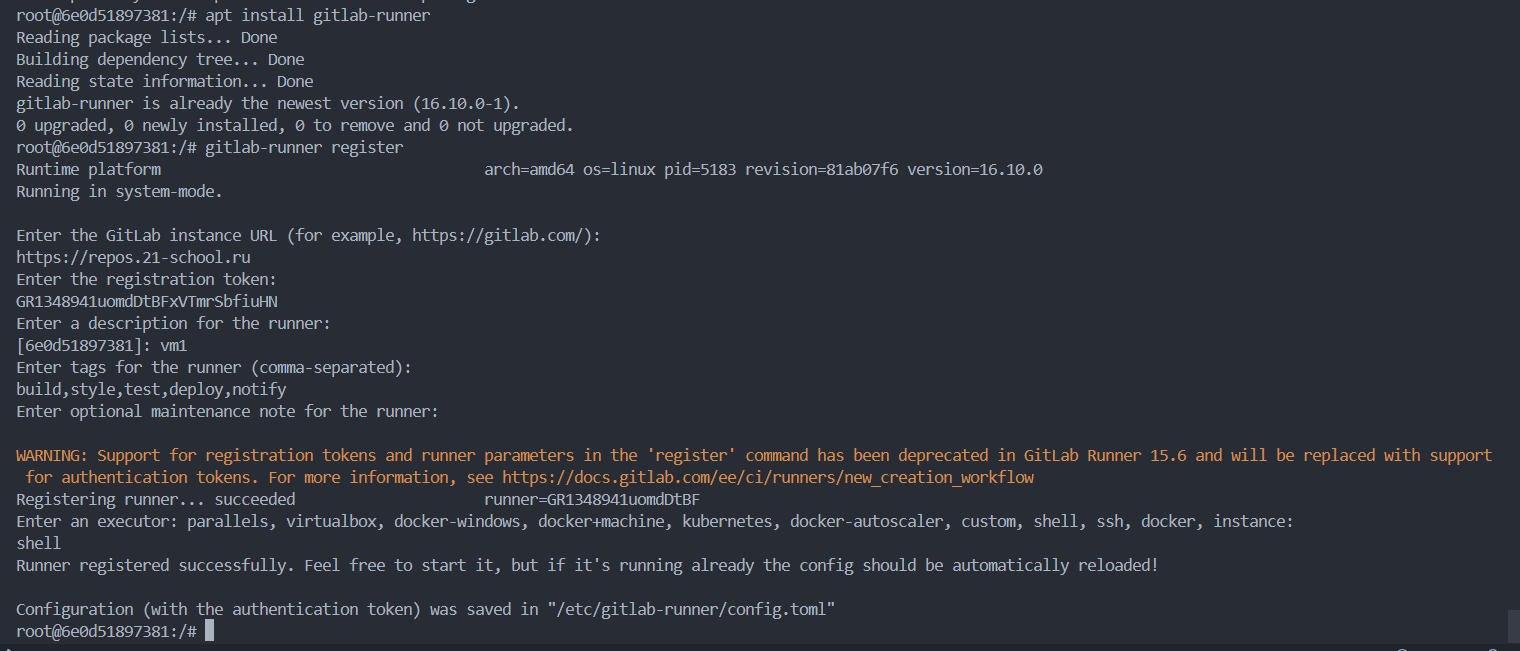 root@6e0d51897381:/# apt install gitlab-runner
Reading package lists... Done
Building dependency tree... Done
Reading state information... Done
gitlab-runner is already the newest version (16.10.0-1).
0 upgraded, 0 newly installed, 0 to remove and 0 not upgraded.
root@6e0d51897381:/# gitlab-runner register
Runtime platform                                    arch=amd64 os=linux pid=5183 revision=81ab07f6 version=16.10.0
Running in system-mode.
Enter the GitLab instance URL (for example, https://gitlab.com/):
https://repos.21-school.ru
Enter the registration token:
GR1348941uomdDtBFxVTmrSbfiuHN
Enter a description for the runner:
[6e0d51897381]: vm1
Enter tags for the runner (comma-separated):
build,style,test,deploy,notify
Enter optional maintenance note for the runner:
WARNING: Support for registration tokens and runner parameters in the 'register' command has been deprecated in GitLab Runner 15.6 and will be replaced with support
for authentication tokens. For more information, see https://docs.gitlab.com/ee/ci/runners/new_creation_workflow
Registering runner... succeeded                     runner=GR1348941uomdDtBF
Enter an executor: parallels, virtualbox, docker-windows, docker+machine, kubernetes, docker-autoscaler, custom, shell, ssh, docker, instance:
shell
Runner registered successfully. Feel free to start it, but if it's running already the config should be automatically reloaded!
Configuration (with the authentication token) was saved in "/etc/gitlab-runner/config.toml"
root@6e0d51897381:/#